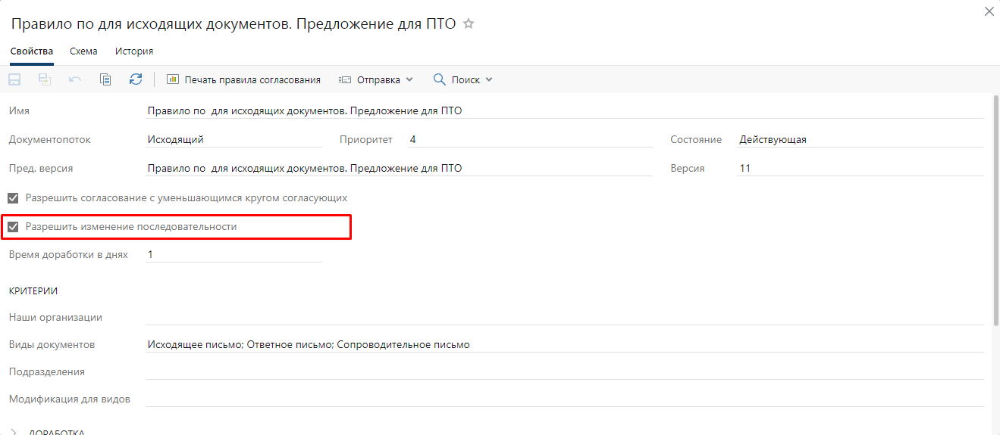 Правило по для исходящих документов. Предложение для ПТО
Свойства Схема История
Печать правила согласования Отправка Поиск
Имя Правило по для исходящих документов. Предложение для ПТО
Документопоток Исходящий Приоритет 4 Состояние Действующая
Пред. версия Правило по для исходящих документов. Предложение для ПТО Версия 11
Разрешить согласование с уменьшающимся кругом согласующих
Разрешить изменение последовательности
Время доработки в днях 1
КРИТЕРИИ
Наши организации
Виды документов Исходящее письмо; Ответное письмо; Сопроводительное письмо
Подразделения
Модификация для видов
ДОРАБОТКА